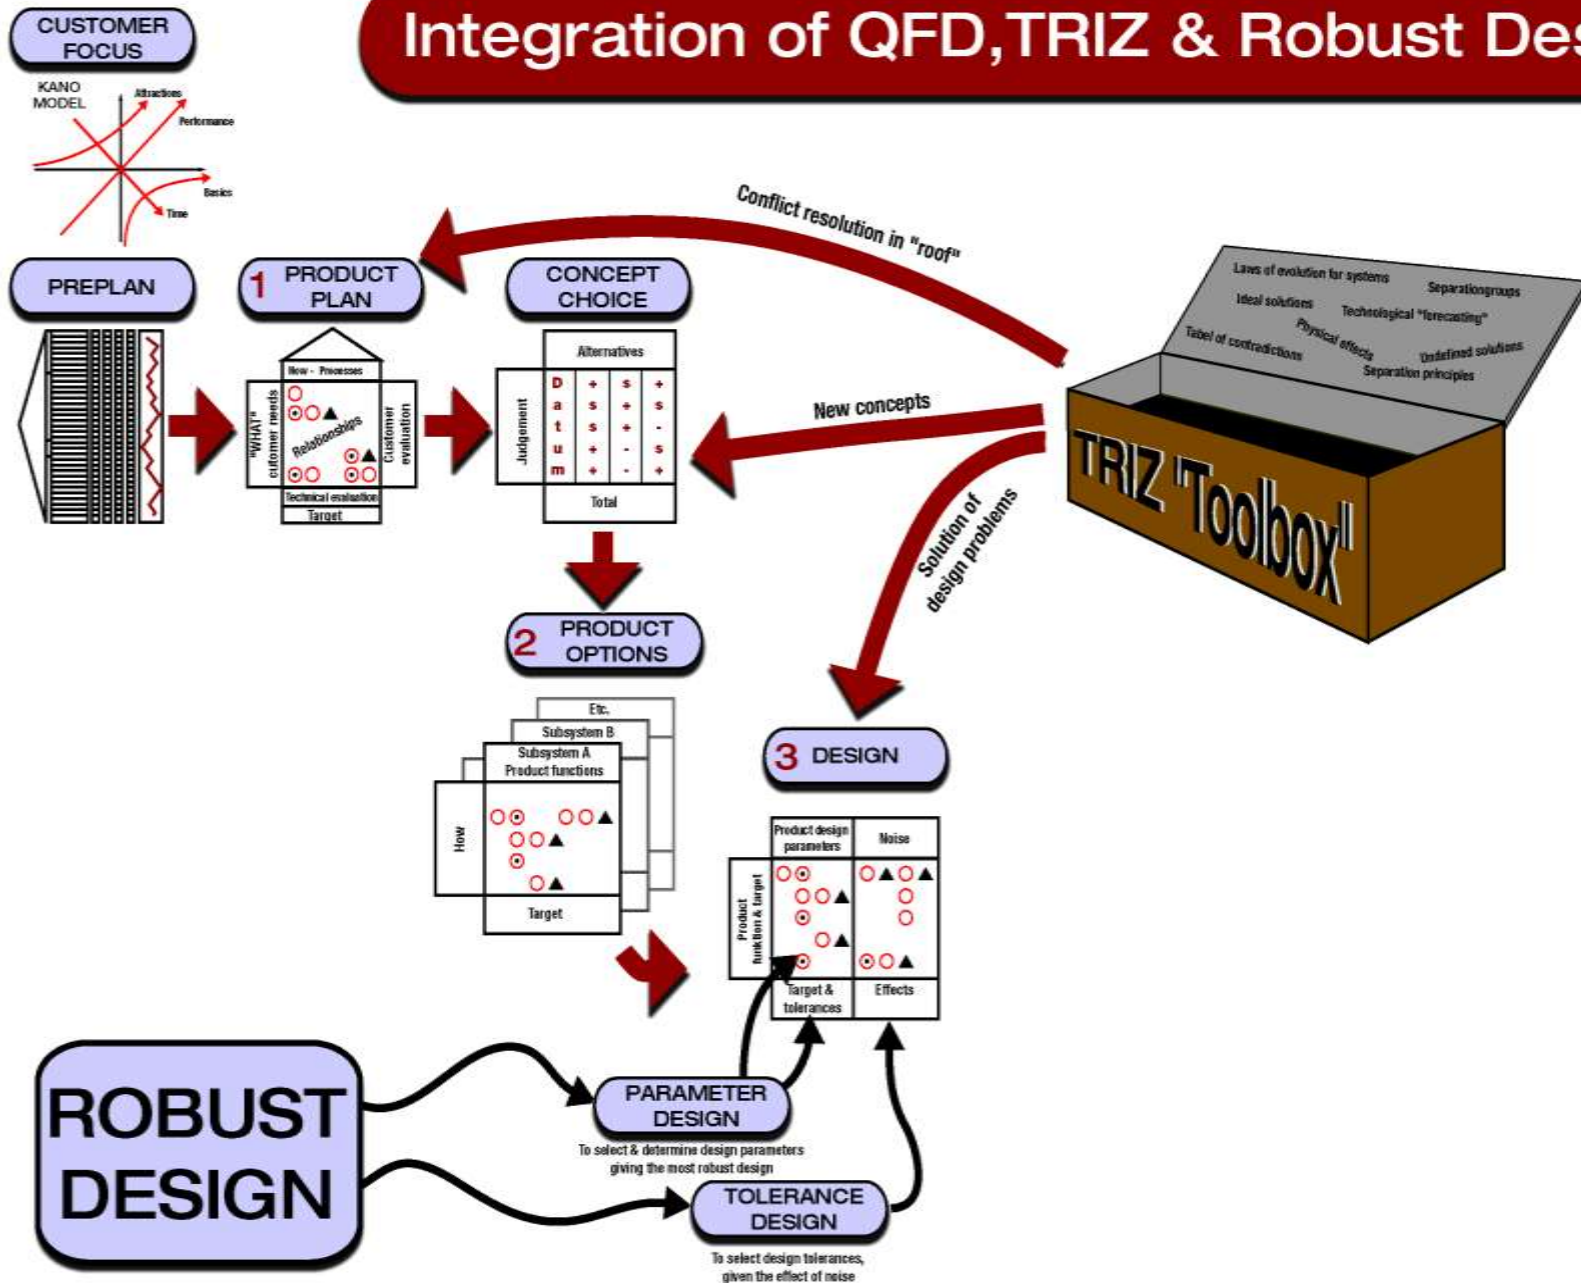 Integration of QFD,TRIZ & Robust Des
CUSTOMER
FOCUS
KANO
MODEL
Attractions
Performance
Basics
Time
PREPLAN
1 PRODUCT
PLAN
How - Processes
"WHAT"
cutomer needs
Relationships
Customer
evaluation
Technical evaluation
Target
CONCEPT
CHOICE
Alternatives
Judgement
D + s +
a s + s
t s + -
u + - s
m + - +
Total
Conflict resolution in "roof"
New concepts
Solution of
design problems
Laws of evolution for systems
Separationgroups
Ideal solutions
Technological "forecasting"
Physical effects
Tabel of contradictions
Undefined solutions
Separation principles
TRIZ "Toolbox"
2 PRODUCT
OPTIONS
Etc.
Subsystem B
Subsystem A
Product functions
How
Target
3 DESIGN
Product design
parameters
Noise
Product
funktion & target
Target &
tolerances
Effects
ROBUST
DESIGN
PARAMETER
DESIGN
To select & determine design parameters
giving the most robust design
TOLERANCE
DESIGN
To select design tolerances,
given the effect of noise